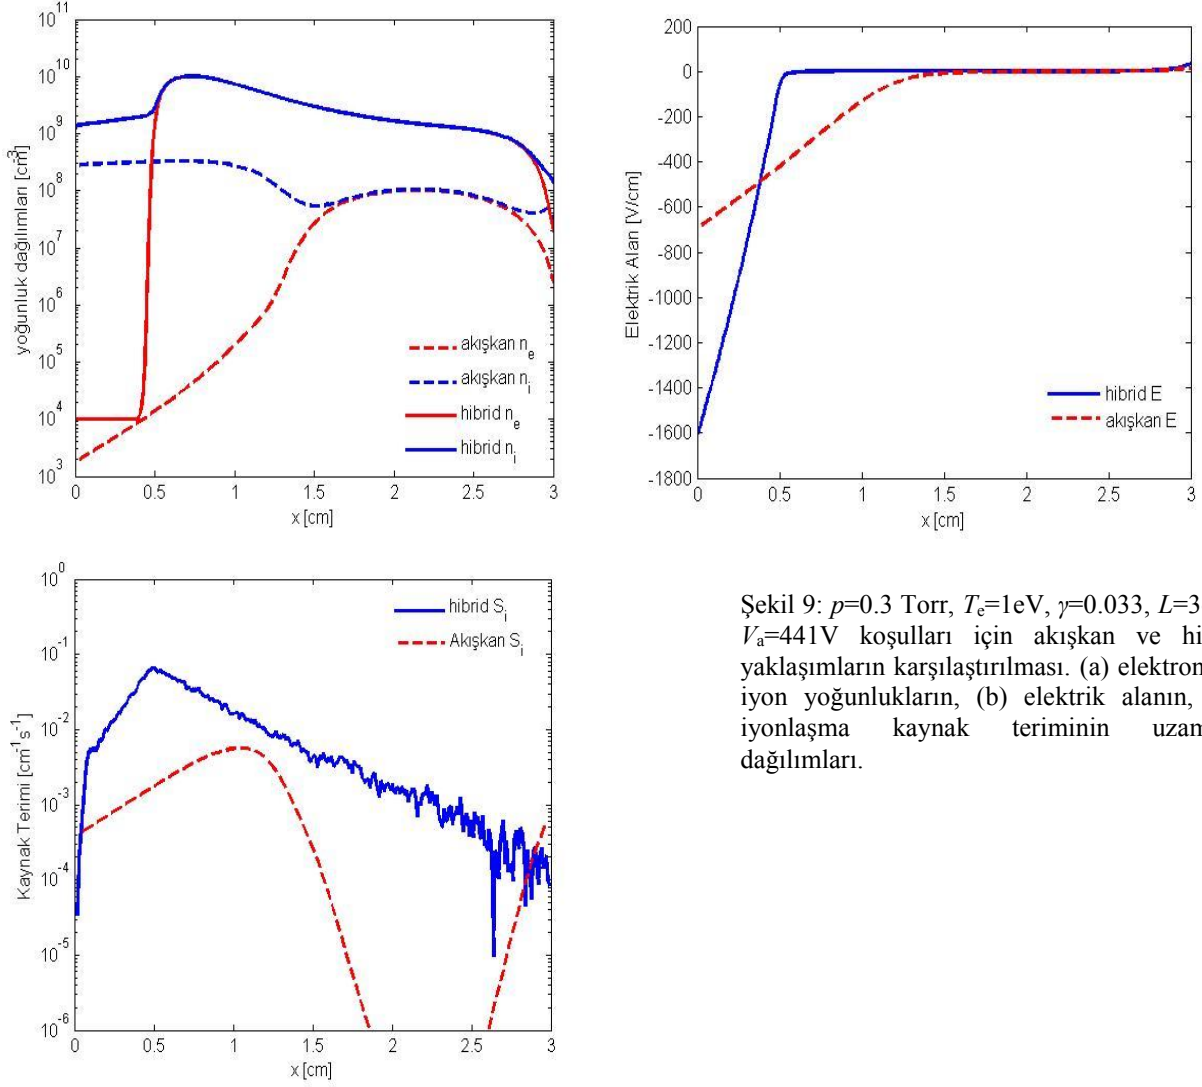 10^11
10^10
10^9
10^8
10^7
10^6
10^5
10^4
10^3
yoğunluk dağılımları [cm^-3]
akışkan n_e
akışkan n_i
hibrid n_e
hibrid n_i
0 0.5 1 1.5 2 2.5 3
x [cm]
200
0
-200
-400
-600
-800
-1000
-1200
-1400
-1600
-1800
Elektrik Alan [V/cm]
hibrid E
akışkan E
0 0.5 1 1.5 2 2.5 3
x [cm]
10^0
10^-1
10^-2
10^-3
10^-4
10^-5
10^-6
Kaynak Terimi [cm^-1 s^-1]
hibrid S_i
Akışkan S_i
0 0.5 1 1.5 2 2.5 3
x [cm]
Şekil 9: p=0.3 Torr, T_e=1eV, γ=0.033, L=3
V_a=441V koşulları için akışkan ve hi
yaklaşımların karşılaştırılması. (a) elektron
iyon yoğunlukların, (b) elektrik alanın,
iyonlaşma kaynak teriminin uzam
dağılımları.